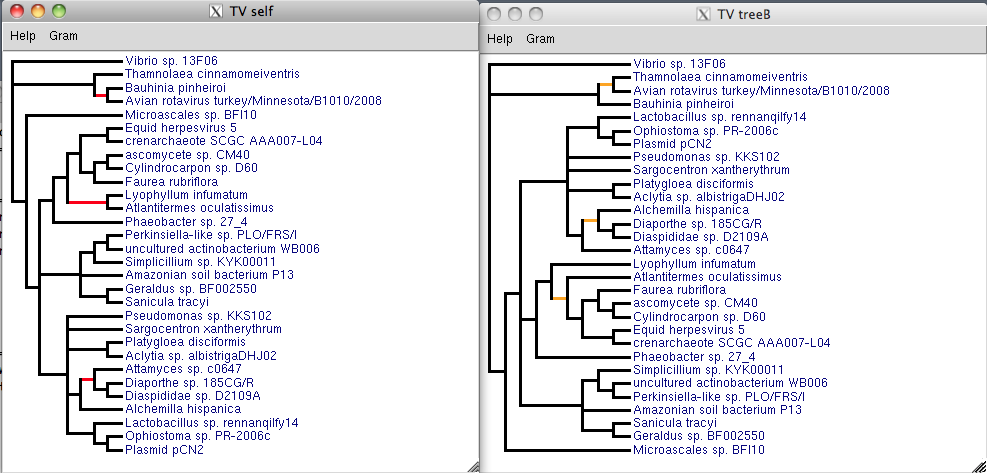 TV self
Help Gram
Vibrio sp. 13F06
Thamnolaea cinnamomeiventris
Bauhinia pinheiroi
Avian rotavirus turkey/Minnesota/B1010/2008
Microascales sp. BFI10
Equid herpesvirus 5
crenarchaeote SCGC AAA007-L04
ascomycete sp. CM40
Cylindrocarpon sp. D60
Faurea rubriflora
Lyophyllum infumatum
Atlantitermes oculatissimus
Phaeobacter sp. 27_4
Perkinsiella-like sp. PLO/FRS/I
uncultured actinobacterium WB006
Simplicillium sp. KYK00011
Amazonian soil bacterium P13
Geraldus sp. BF002550
Sanicula tracyi
Pseudomonas sp. KKS102
Sargocentron xantherythrum
Platygloea disciformis
Aclytia sp. albistrigaDHJ02
Attamyces sp. c0647
Diaporthe sp. 185CG/R
Diaspididae sp. D2109A
Alchemilla hispanica
Lactobacillus sp. rennanqilfy14
Ophiostoma sp. PR-2006c
Plasmid pCN2
TV treeB
Help Gram
Vibrio sp. 13F06
Thamnolaea cinnamomeiventris
Avian rotavirus turkey/Minnesota/B1010/2008
Bauhinia pinheiroi
Lactobacillus sp. rennanqilfy14
Ophiostoma sp. PR-2006c
Plasmid pCN2
Pseudomonas sp. KKS102
Sargocentron xantherythrum
Platygloea disciformis
Aclytia sp. albistrigaDHJ02
Alchemilla hispanica
Diaporthe sp. 185CG/R
Diaspididae sp. D2109A
Attamyces sp. c0647
Lyophyllum infumatum
Atlantitermes oculatissimus
Faurea rubriflora
ascomycete sp. CM40
Cylindrocarpon sp. D60
Equid herpesvirus 5
crenarchaeote SCGC AAA007-L04
Phaeobacter sp. 27_4
Simplicillium sp. KYK00011
uncultured actinobacterium WB006
Perkinsiella-like sp. PLO/FRS/I
Amazonian soil bacterium P13
Sanicula tracyi
Geraldus sp. BF002550
Microascales sp. BFI10